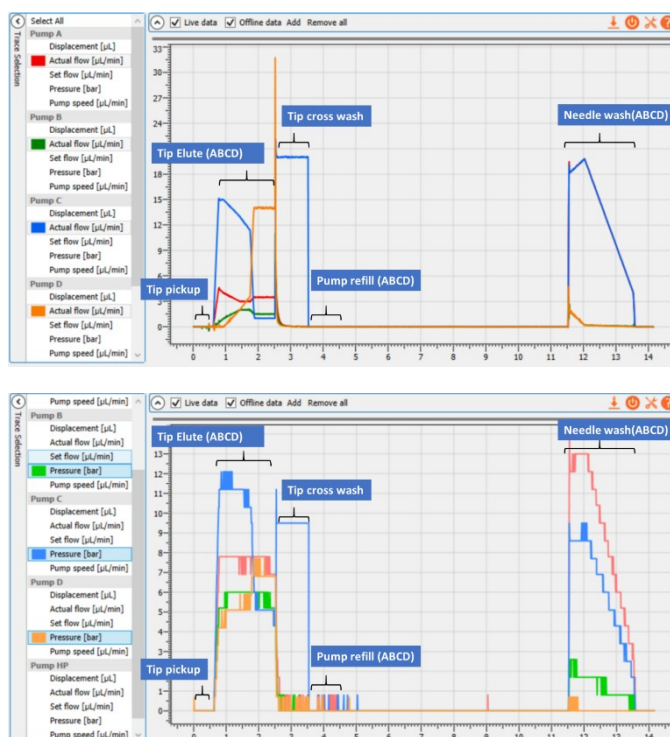 Select All
Live data Offline data Add Remove all
Trace Selection
Pump A
Displacement [µL]
Actual flow [µL/min]
Set flow [µL/min]
Pressure [bar]
Pump speed [µL/min]
Pump B
Displacement [µL]
Actual flow [µL/min]
Set flow [µL/min]
Pressure [bar]
Pump speed [µL/min]
Pump C
Displacement [µL]
Actual flow [µL/min]
Set flow [µL/min]
Pressure [bar]
Pump speed [µL/min]
Pump D
Displacement [µL]
Actual flow [µL/min]
Set flow [µL/min]
Pressure [bar]
Pump speed [µL/min]
33
30
27
24
21
18
15
12
9
6
3
0
Tip cross wash
Needle wash(ABCD)
Tip Elute (ABCD)
Tip pickup
Pump refill (ABCD)
0 1 2 3 4 5 6 7 8 9 10 11 12 13 14
Pump speed [µL/min]
Live data Offline data Add Remove all
Trace Selection
Pump B
Displacement [µL]
Actual flow [µL/min]
Set flow [µL/min]
Pressure [bar]
Pump speed [µL/min]
Pump C
Displacement [µL]
Actual flow [µL/min]
Set flow [µL/min]
Pressure [bar]
Pump speed [µL/min]
Pump D
Displacement [µL]
Actual flow [µL/min]
Set flow [µL/min]
Pressure [bar]
Pump speed [µL/min]
Pump HP
Displacement [µL]
Actual flow [µL/min]
Set flow [µL/min]
Pressure [bar]
Pump speed [µL/min]
13
12
11
10
9
8
7
6
5
4
1
0
Tip Elute (ABCD)
Needle wash(ABCD)
Tip cross wash
Tip pickup
Pump refill (ABCD)
0 1 2 3 4 5 6 7 8 9 10 11 12 13 14